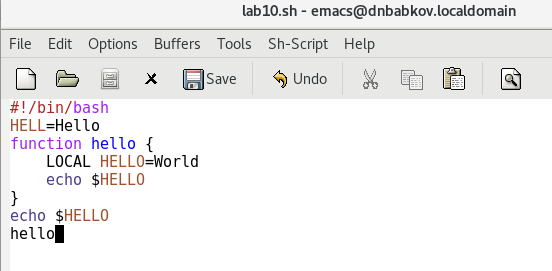 lab10.sh - emacs@dnbabkov.localdomain
File Edit Options Buffers Tools Sh-Script Help
Save Undo
#!/bin/bash
HELL=Hello
function hello {
    LOCAL HELLO=World
    echo $HELLO
}
echo $HELLO
hello